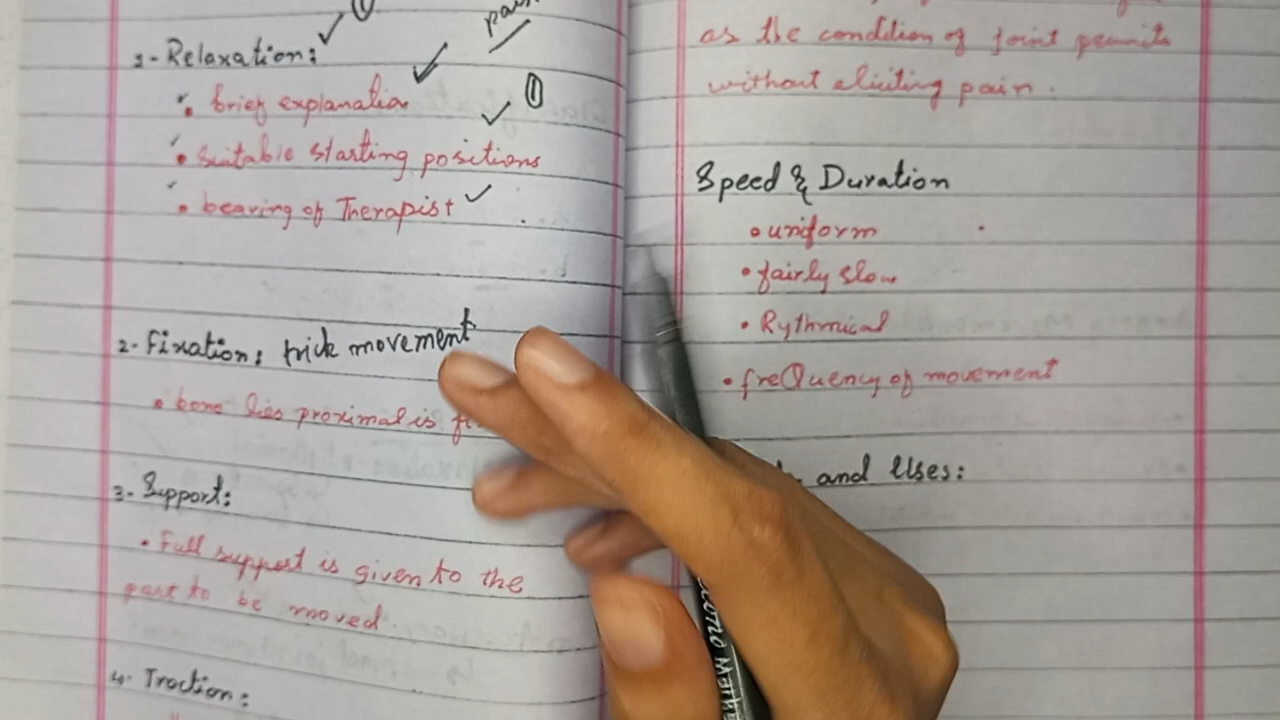 1- Relaxation:
• brief explanation
• suitable starting positions
• bearing of Therapist
2- Fixation: trick movement
• bone lies proximal is
3- Support:
• Full support is given to the
part to be moved.
4- Traction:
as the condition of joint permits
without eliciting pain.
Speed & Duration
• uniform
• fairly slow
• Rythmical
• frequency of movement
and Uses: